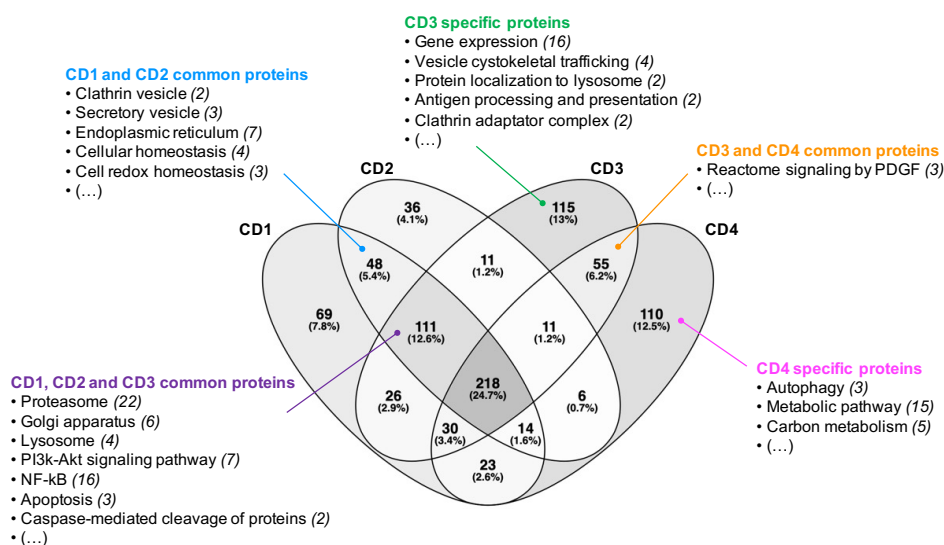 CD3 specific proteins
• Gene expression (16)
• Vesicle cystokeletal trafficking (4)
• Protein localization to lysosome (2)
• Antigen processing and presentation (2)
• Clathrin adaptator complex (2)
• (…)
CD1 and CD2 common proteins
• Clathrin vesicle (2)
• Secretory vesicle (3)
• Endoplasmic reticulum (7)
• Cellular homeostasis (4)
• Cell redox homeostasis (3)
• (…)
CD3 and CD4 common proteins
• Reactome signaling by PDGF (3)
• (…)
CD2
CD3
CD1
CD4
36
(4.1%)
115
(13%)
48
(5.4%)
11
(1.2%)
55
(6.2%)
69
(7.8%)
111
(12.6%)
11
(1.2%)
110
(12.5%)
218
(24.7%)
26
(2.9%)
6
(0.7%)
30
(3.4%)
14
(1.6%)
23
(2.6%)
CD1, CD2 and CD3 common proteins
• Proteasome (22)
• Golgi apparatus (6)
• Lysosome (4)
• PI3k-Akt signaling pathway (7)
• NF-kB (16)
• Apoptosis (3)
• Caspase-mediated cleavage of proteins (2)
• (…)
CD4 specific proteins
• Autophagy (3)
• Metabolic pathway (15)
• Carbon metabolism (5)
• (…)